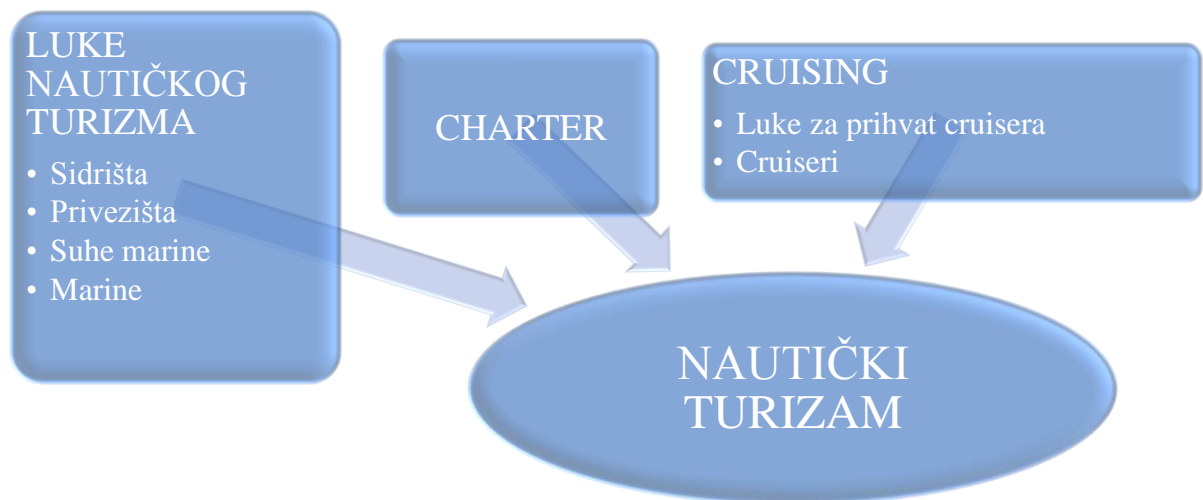 LUKE
NAUTIČKOG
TURIZMA
• Sidrišta
• Privezišta
• Suhe marine
• Marine
CHARTER
CRUISING
• Luke za prihvat cruisera
• Cruiseri
NAUTIČKI
TURIZAM